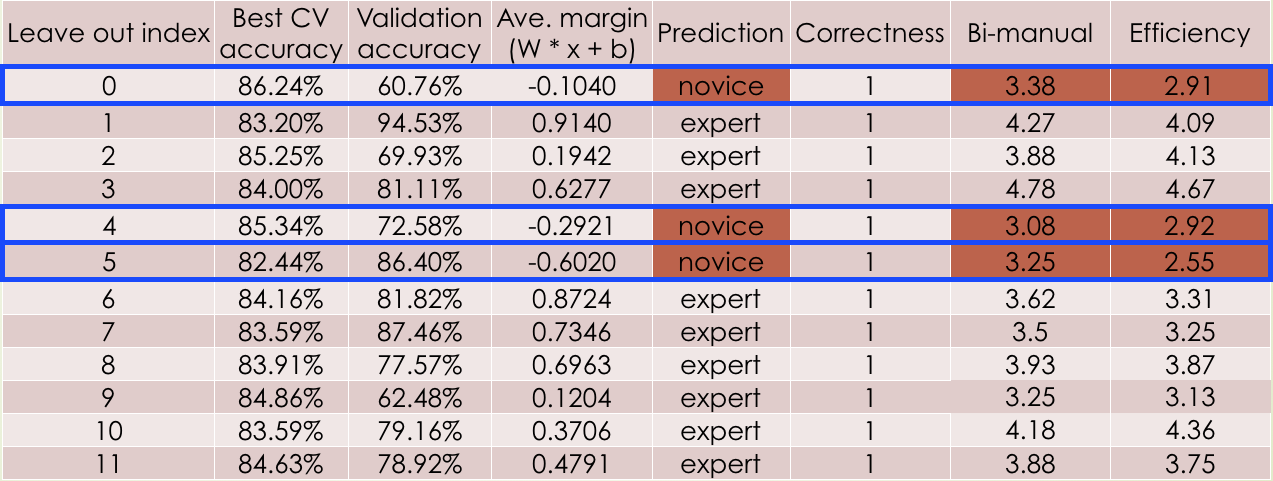 Leave out index Best CV accuracy Validation accuracy Ave. margin (W * x + b) Prediction Correctness Bi-manual Efficiency
0 86.24% 60.76% -0.1040 novice 1 3.38 2.91
1 83.20% 94.53% 0.9140 expert 1 4.27 4.09
2 85.25% 69.93% 0.1942 expert 1 3.88 4.13
3 84.00% 81.11% 0.6277 expert 1 4.78 4.67
4 85.34% 72.58% -0.2921 novice 1 3.08 2.92
5 82.44% 86.40% -0.6020 novice 1 3.25 2.55
6 84.16% 81.82% 0.8724 expert 1 3.62 3.31
7 83.59% 87.46% 0.7346 expert 1 3.5 3.25
8 83.91% 77.57% 0.6963 expert 1 3.93 3.87
9 84.86% 62.48% 0.1204 expert 1 3.25 3.13
10 83.59% 79.16% 0.3706 expert 1 4.18 4.36
11 84.63% 78.92% 0.4791 expert 1 3.88 3.75